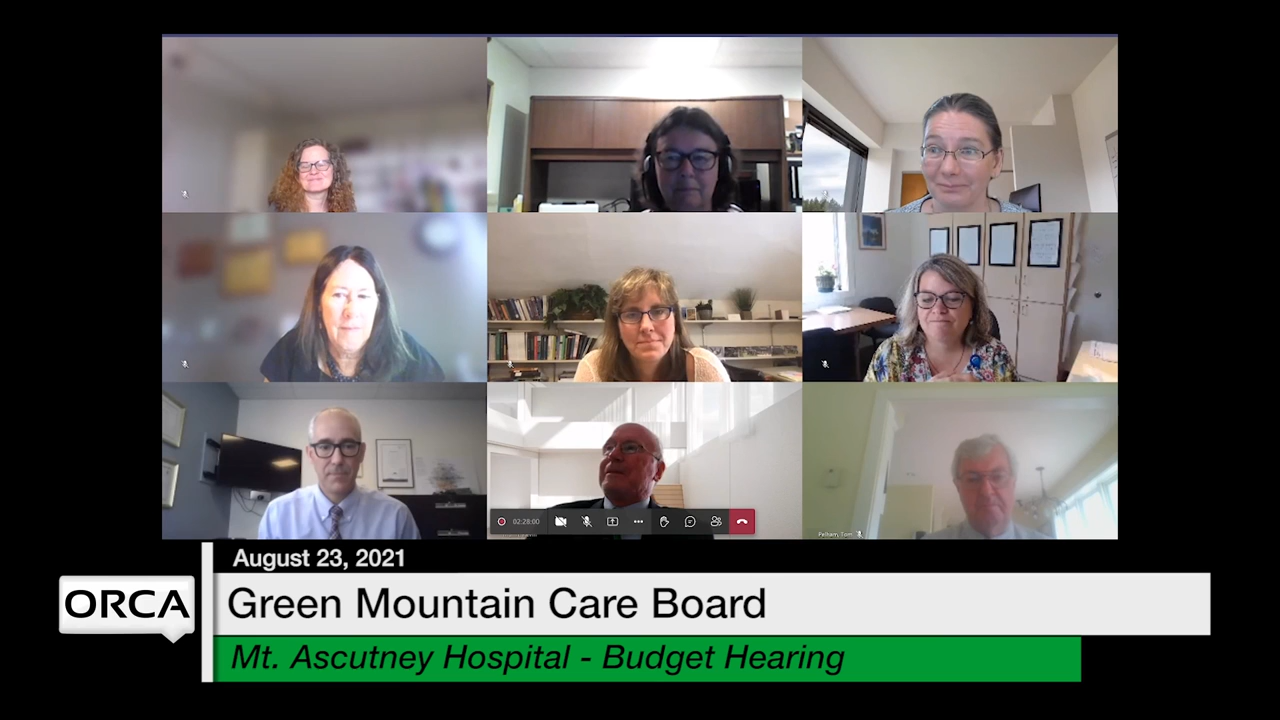 02:28:00
Pelham, Tom
August 23, 2021
ORCA
Green Mountain Care Board
Mt. Ascutney Hospital - Budget Hearing